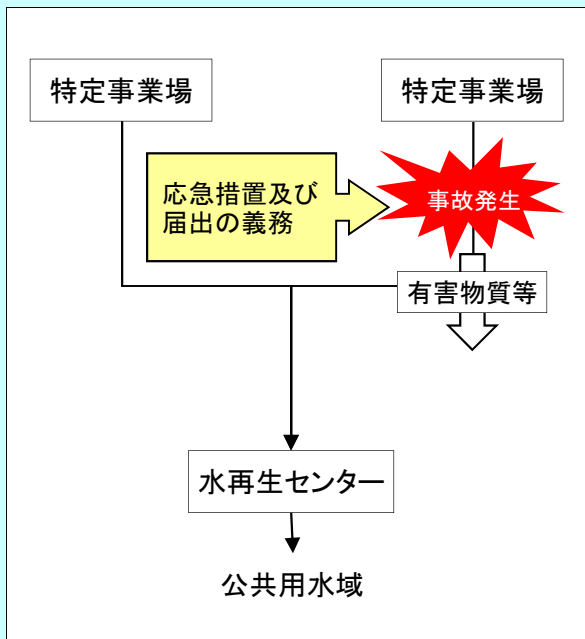 特定事業場
特定事業場
応急措置及び
届出の義務
事故発生
有害物質等
水再生センター
公共用水域